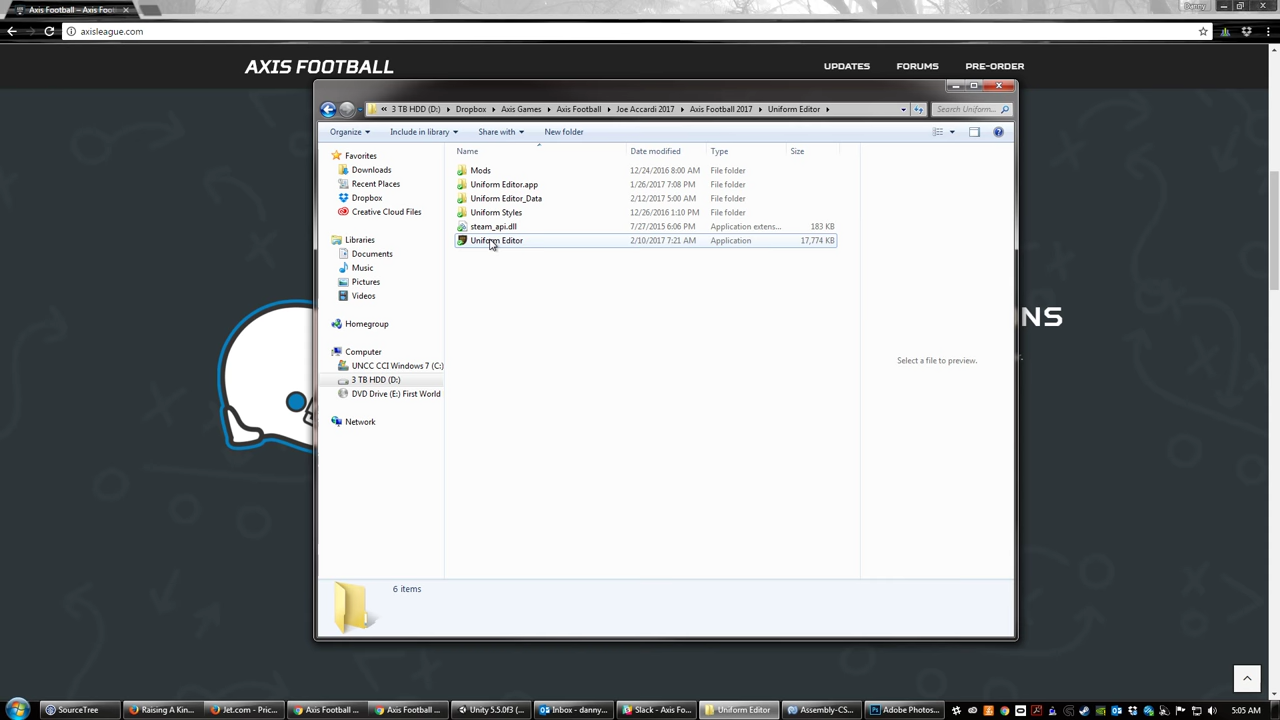 Axis Football – Axis Foo
Danny
axisleague.com
AXIS FOOTBALL
UPDATES
FORUMS
PRE-ORDER
3 TB HDD (D:)
Dropbox
Axis Games
Axis Football
Joe Accardi 2017
Axis Football 2017
Uniform Editor
Search Uniform...
Organize
Include in library
Share with
New folder
Name
Date modified
Type
Size
Favorites
Downloads
Recent Places
Dropbox
Creative Cloud Files
Libraries
Documents
Music
Pictures
Videos
Homegroup
Computer
UNCC CCI Windows 7 (C:)
3 TB HDD (D:)
DVD Drive (E:) First World
Network
Mods 12/24/2016 8:00 AM File folder
Uniform Editor.app 1/26/2017 7:08 PM File folder
Uniform Editor_Data 2/12/2017 5:00 AM File folder
Uniform Styles 12/26/2016 1:10 PM File folder
steam_api.dll 7/27/2015 6:06 PM Application extens... 183 KB
Uniform Editor 2/10/2017 7:21 AM Application 17,774 KB
NS
Select a file to preview.
6 items
SourceTree
Raising A Kin...
Jet.com - Pric...
Axis Football ...
Axis Football ...
Unity 5.5.0f3 (...
Inbox - danny...
Slack - Axis Fo...
Uniform Editor
Assembly-CS...
Adobe Photos...
5:05 AM